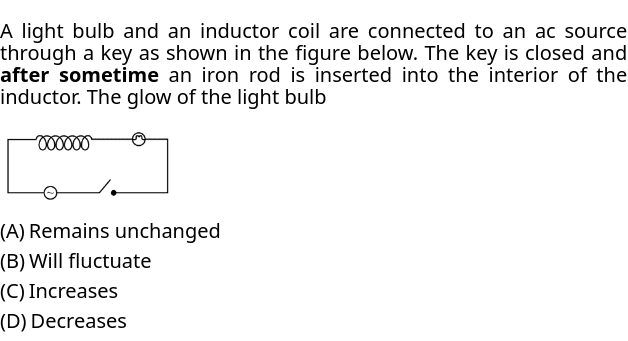 A light bulb and an inductor coil are connected to an ac source
through a key as shown in the figure below. The key is closed and
after sometime an iron rod is inserted into the interior of the
inductor. The glow of the light bulb
~
(A) Remains unchanged
(B) Will fluctuate
(C) Increases
(D) Decreases